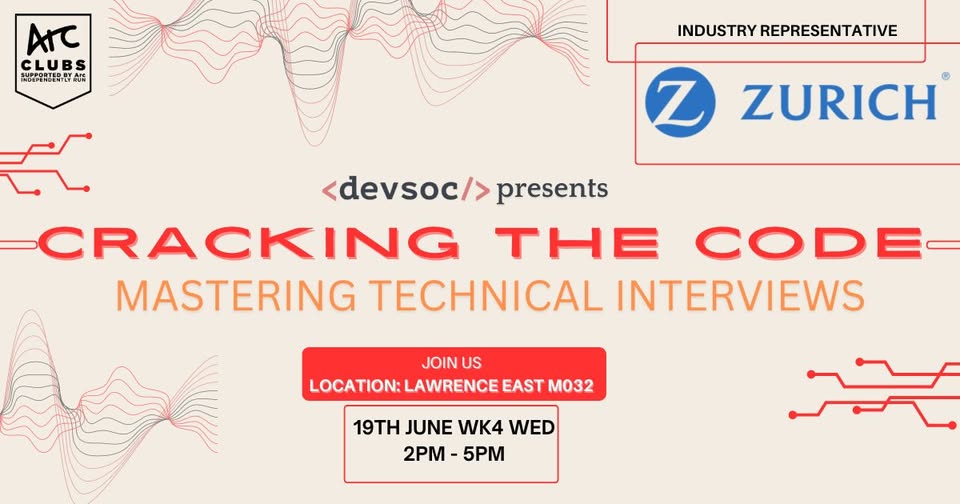 Arc
CLUBS
SUPPORTED BY Arc
INDEPENDENTLY RUN
INDUSTRY REPRESENTATIVE
Z ZURICH®
<devsoc/> presents
CRACKING THE CODE
MASTERING TECHNICAL INTERVIEWS
JOIN US
LOCATION: LAWRENCE EAST M032
19TH JUNE WK4 WED
2PM - 5PM